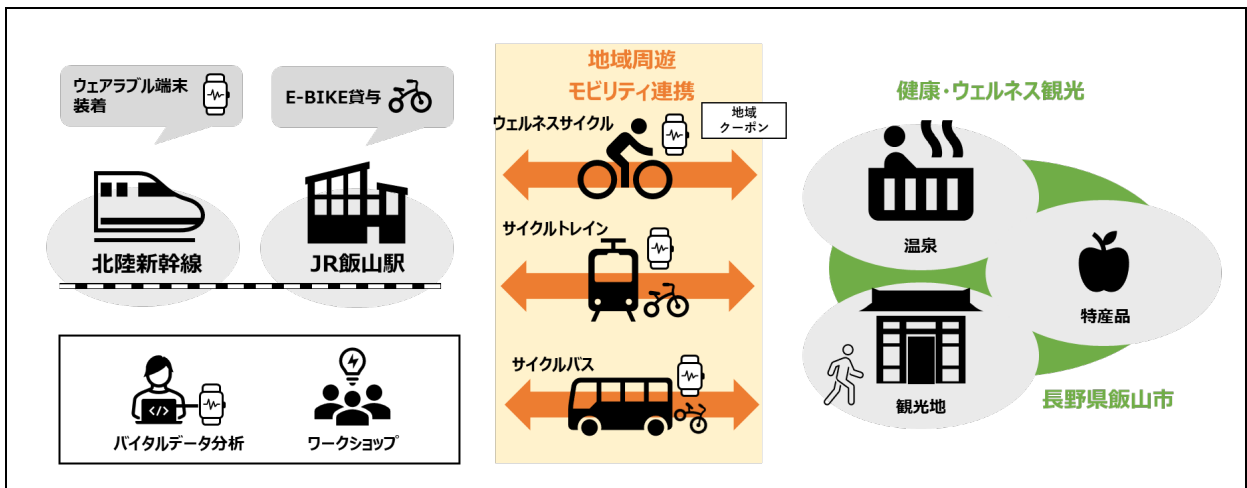 ウェアラブル端末
装着
E-BIKE貸与
北陸新幹線
JR飯山駅
バイタルデータ分析
ワークショップ
地域周遊
モビリティ連携
ウェルネスサイクル
地域
クーポン
サイクルトレイン
サイクルバス
健康・ウェルネス観光
温泉
特産品
観光地
長野県飯山市